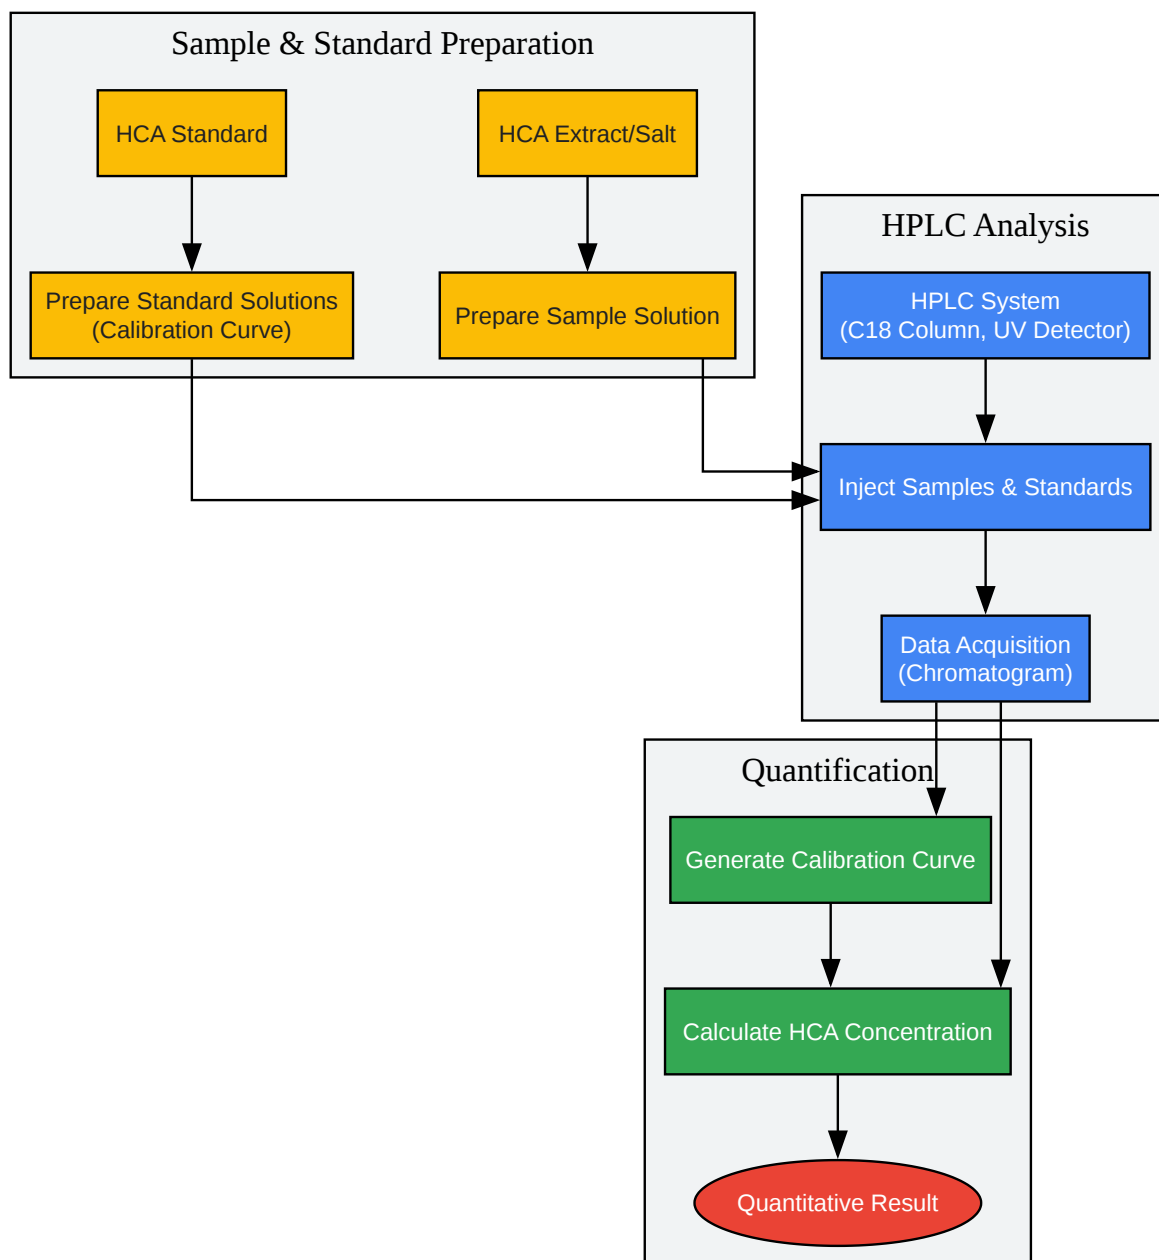 Sample & Standard Preparation
HCA Standard
HCA Extract/Salt
Prepare Standard Solutions
(Calibration Curve)
Prepare Sample Solution
HPLC Analysis
HPLC System
(C18 Column, UV Detector)
Inject Samples & Standards
Data Acquisition
(Chromatogram)
Quantification
Generate Calibration Curve
Calculate HCA Concentration
Quantitative Result